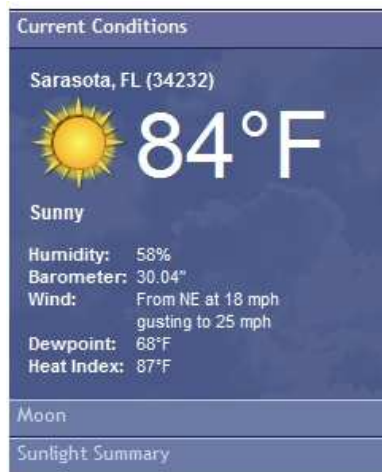 Current Conditions
Sarasota, FL (34232)
84°F
Sunny
Humidity: 58%
Barometer: 30.04"
Wind: From NE at 18 mph
gusting to 25 mph
Dewpoint: 68°F
Heat Index: 87°F
Moon
Sunlight Summary